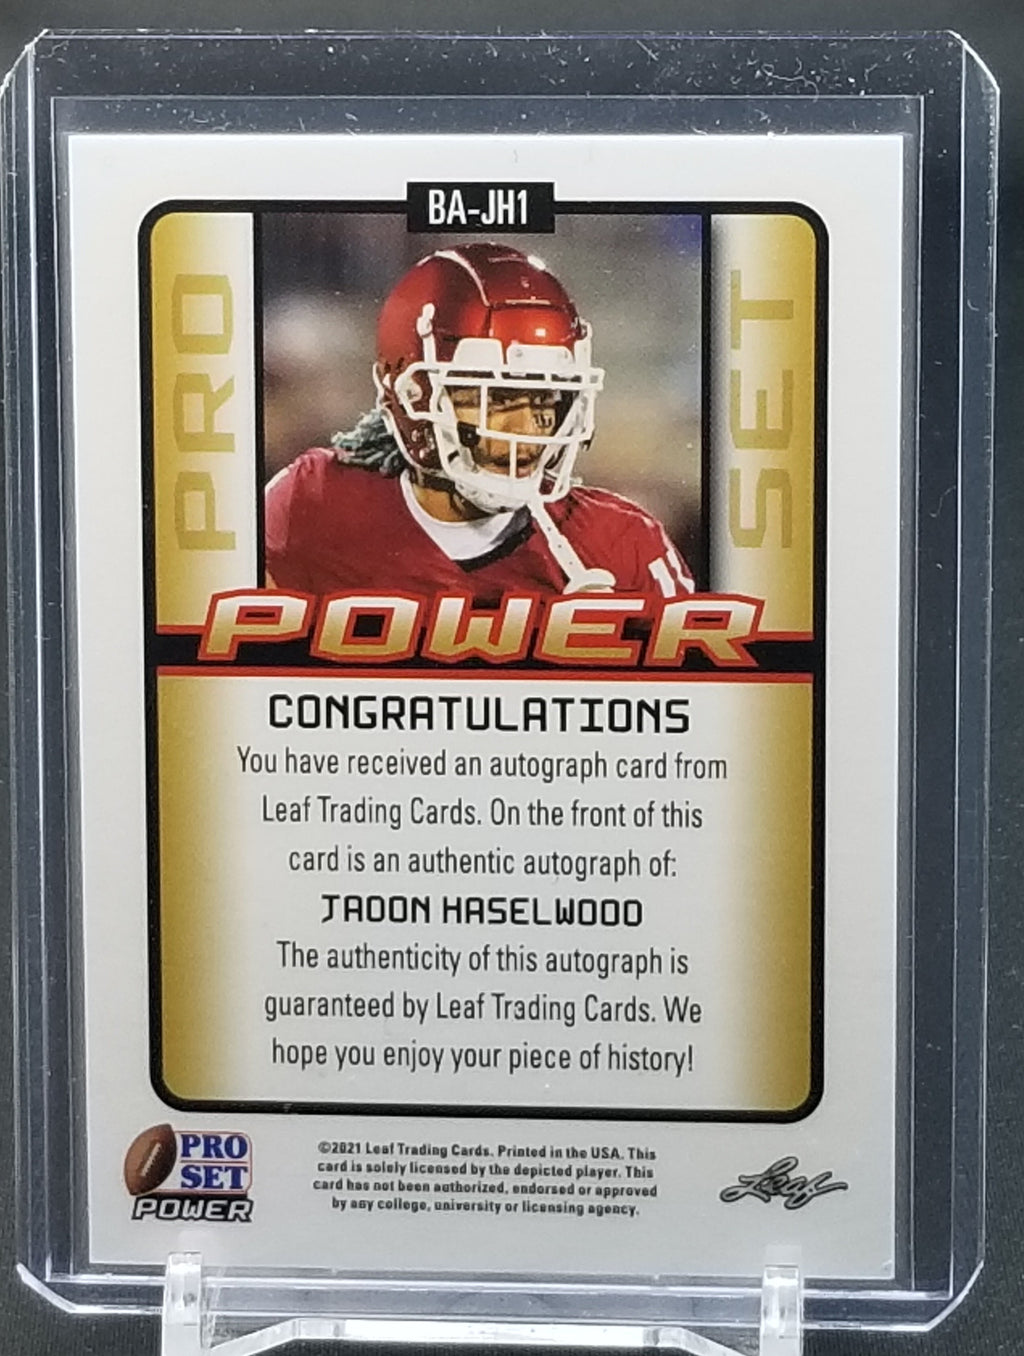 BA-JH1
PRO
SET
POWER
CONGRATULATIONS
You have received an autograph card from
Leaf Trading Cards. On the front of this
card is an authentic autograph of:
JADON HASELWOOD
The authenticity of this autograph is
guaranteed by Leaf Trading Cards. We
hope you enjoy your piece of history!
PRO
SET
POWER
©2021 Leaf Trading Cards. Printed in the USA. This
card is solely licensed by the depicted player. This
card has not been authorized, endorsed or approved
by any college, university or licensing agency.
Leaf